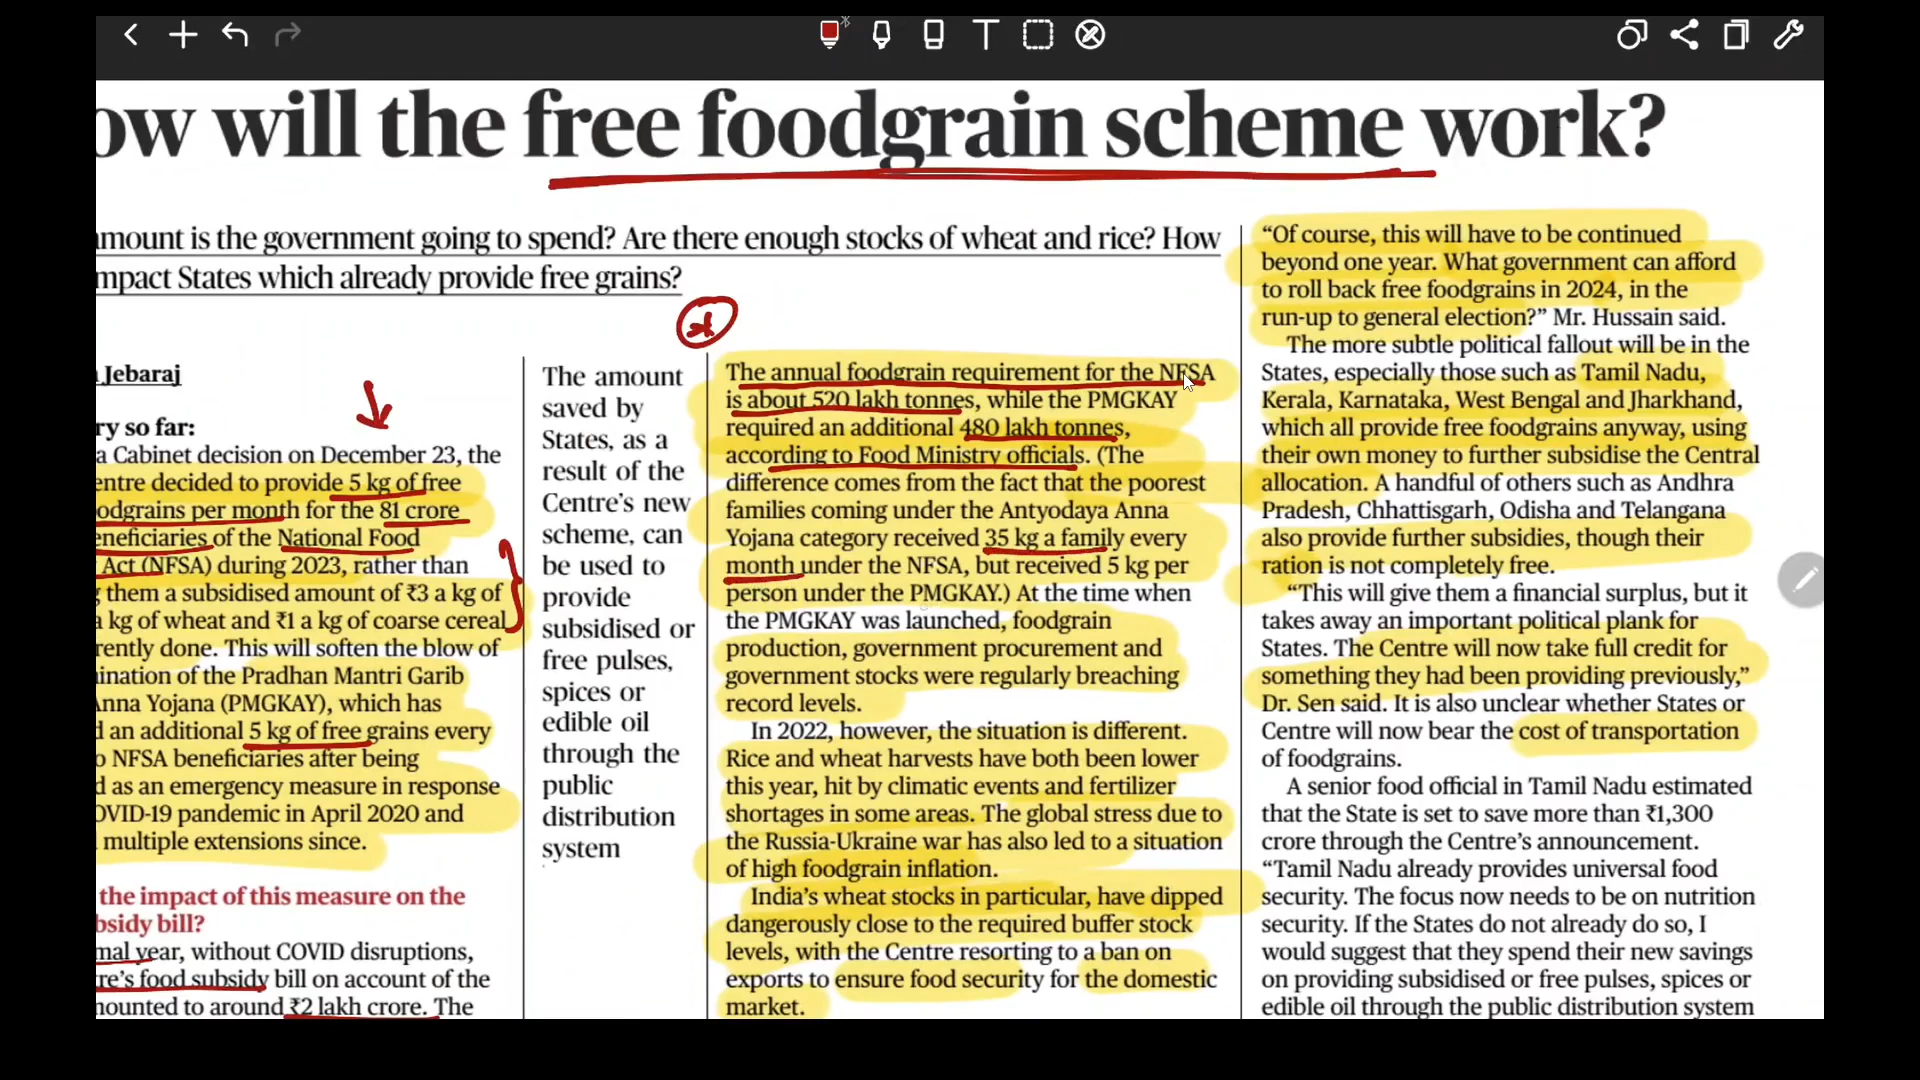 ow will the free foodgrain scheme work?
amount is the government going to spend? Are there enough stocks of wheat and rice? How
mpact States which already provide free grains?
Jebaraj
ry so far:
a Cabinet decision on December 23, the
entre decided to provide 5 kg of free
odgrains per month for the 81 crore
eneficiaries of the National Food
Act (NFSA) during 2023, rather than
g them a subsidised amount of ₹3 a kg of
a kg of wheat and ₹1 a kg of coarse cereal
rently done. This will soften the blow of
ination of the Pradhan Mantri Garib
Anna Yojana (PMGKAY), which has
d an additional 5 kg of free grains every
o NFSA beneficiaries after being
d as an emergency measure in response
OVID-19 pandemic in April 2020 and
multiple extensions since.
the impact of this measure on the
bsidy bill?
mal year, without COVID disruptions,
re's food subsidy bill on account of the
mounted to around ₹2 lakh crore. The
The amount
saved by
States, as a
result of the
Centre's new
scheme, can
be used to
provide
subsidised or
free pulses,
spices or
edible oil
through the
public
distribution
system
The annual foodgrain requirement for the NFSA
is about 520 lakh tonnes, while the PMGKAY
required an additional 480 lakh tonnes,
according to Food Ministry officials. (The
difference comes from the fact that the poorest
families coming under the Antyodaya Anna
Yojana category received 35 kg a family every
month under the NFSA, but received 5 kg per
person under the PMGKAY.) At the time when
the PMGKAY was launched, foodgrain
production, government procurement and
government stocks were regularly breaching
record levels.
In 2022, however, the situation is different.
Rice and wheat harvests have both been lower
this year, hit by climatic events and fertilizer
shortages in some areas. The global stress due to
the Russia-Ukraine war has also led to a situation
of high foodgrain inflation.
India's wheat stocks in particular, have dipped
dangerously close to the required buffer stock
levels, with the Centre resorting to a ban on
exports to ensure food security for the domestic
market.
“Of course, this will have to be continued
beyond one year. What government can afford
to roll back free foodgrains in 2024, in the
run-up to general election?” Mr. Hussain said.
The more subtle political fallout will be in the
States, especially those such as Tamil Nadu,
Kerala, Karnataka, West Bengal and Jharkhand,
which all provide free foodgrains anyway, using
their own money to further subsidise the Central
allocation. A handful of others such as Andhra
Pradesh, Chhattisgarh, Odisha and Telangana
also provide further subsidies, though their
ration is not completely free.
“This will give them a financial surplus, but it
takes away an important political plank for
States. The Centre will now take full credit for
something they had been providing previously,”
Dr. Sen said. It is also unclear whether States or
Centre will now bear the cost of transportation
of foodgrains.
A senior food official in Tamil Nadu estimated
that the State is set to save more than ₹1,300
crore through the Centre's announcement.
“Tamil Nadu already provides universal food
security. The focus now needs to be on nutrition
security. If the States do not already do so, I
would suggest that they spend their new savings
on providing subsidised or free pulses, spices or
edible oil through the public distribution system